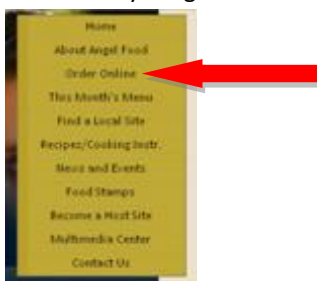 Home
About Angel Food
Order Online
This Month's Menu
Find a Local Site
Recipes/Cooking Instr.
News and Events
Food Stamps
Become a Host Site
Multimedia Center
Contact Us